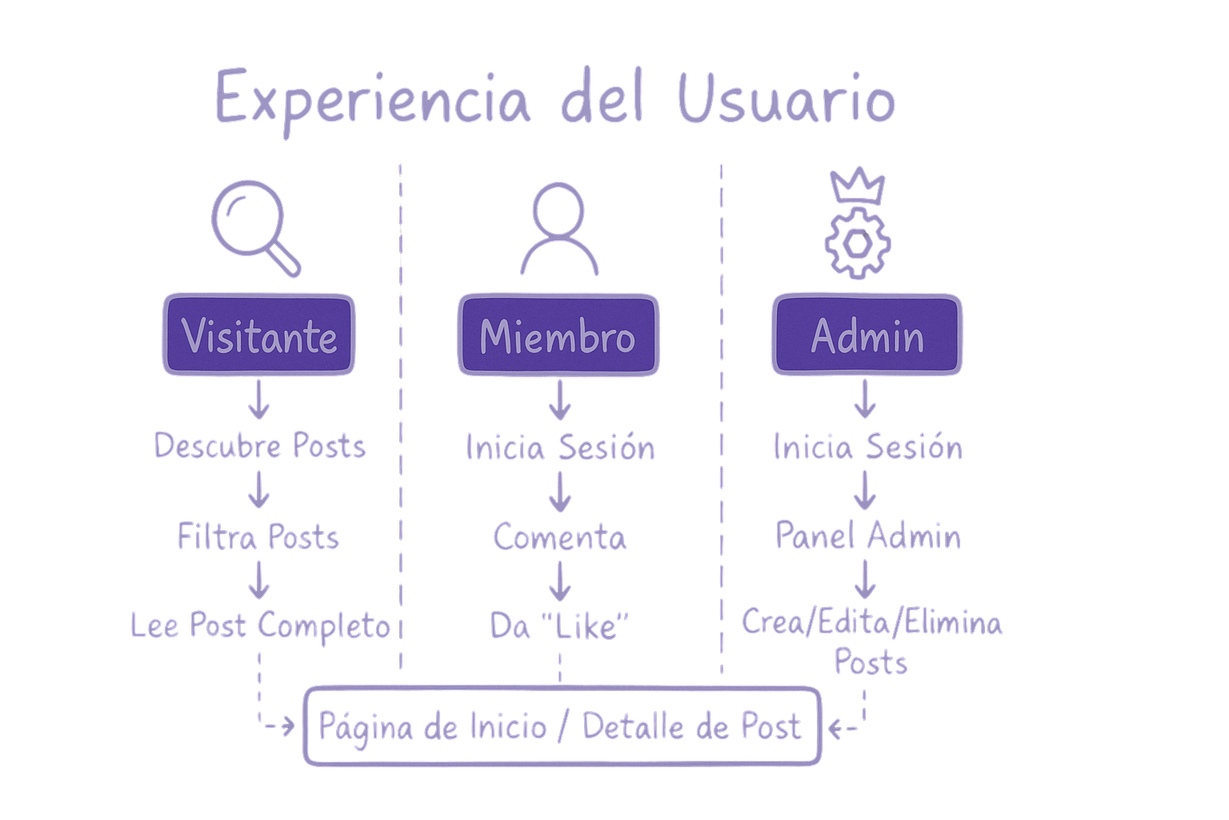 Experiencia del Usuario
Visitante
Descubre Posts
Filtra Posts
Lee Post Completo
Miembro
Inicia Sesión
Comenta
Da “Like”
Admin
Inicia Sesión
Panel Admin
Crea/Edita/Elimina
Posts
Página de Inicio / Detalle de Post